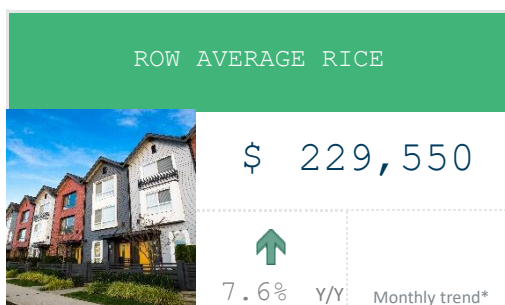 ROW AVERAGE RICE
$ 229,550
7.6% Y/Y
Monthly trend*